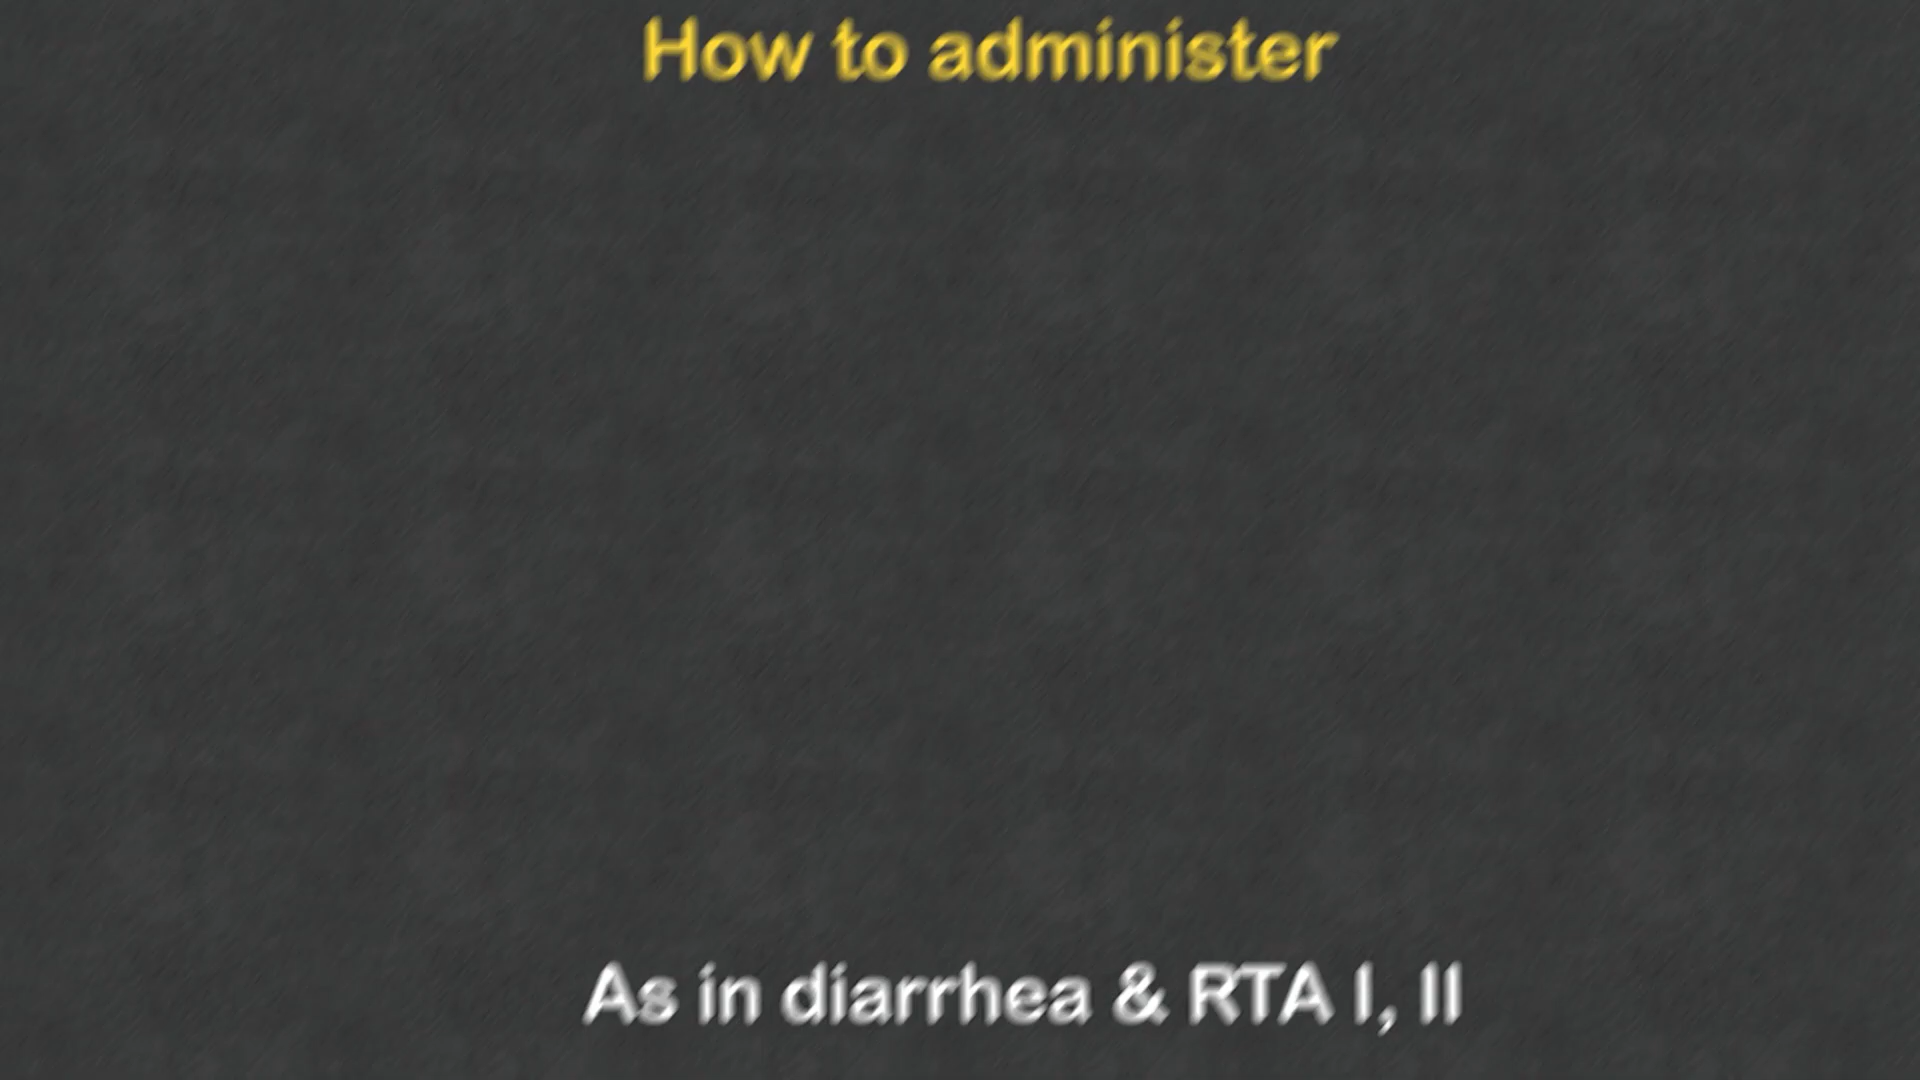 How to administer
As in diarrhea & RTA I, II